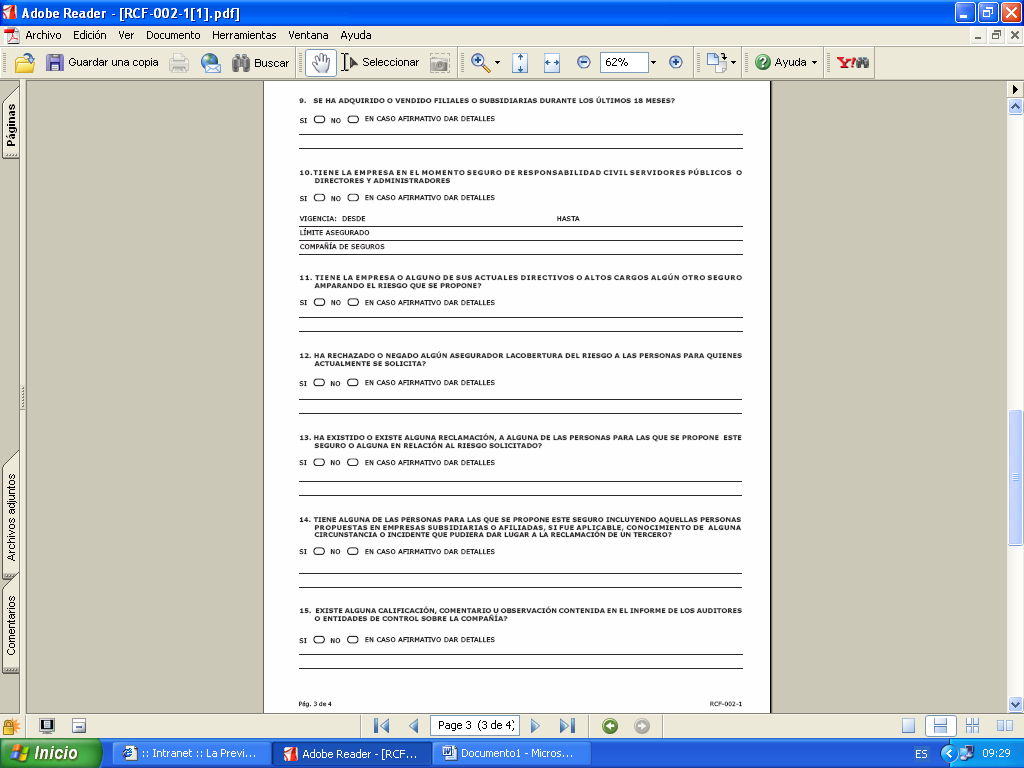 Adobe Reader - [RCF-002-1[1].pdf]
Archivo Edición Ver Documento Herramientas Ventana Ayuda
Guardar una copia Buscar Seleccionar 62% Ayuda Y!
Páginas
Archivos adjuntos
Comentarios
9. SE HA ADQUIRIDO O VENDIDO FILIALES O SUBSIDIARIAS DURANTE LOS ÚLTIMOS 18 MESES?
SI NO EN CASO AFIRMATIVO DAR DETALLES
10. TIENE LA EMPRESA EN EL MOMENTO SEGURO DE RESPONSABILIDAD CIVIL SERVIDORES PÚBLICOS O
DIRECTORES Y ADMINISTRADORES
SI NO EN CASO AFIRMATIVO DAR DETALLES
VIGENCIA: DESDE HASTA
LÍMITE ASEGURADO
COMPAÑÍA DE SEGUROS
11. TIENE LA EMPRESA O ALGUNO DE SUS ACTUALES DIRECTIVOS O ALTOS CARGOS ALGÚN OTRO SEGURO
AMPARANDO EL RIESGO QUE SE PROPONE?
SI NO EN CASO AFIRMATIVO DAR DETALLES
12. HA RECHAZADO O NEGADO ALGÚN ASEGURADOR LACOBERTURA DEL RIESGO A LAS PERSONAS PARA QUIENES
ACTUALMENTE SE SOLICITA?
SI NO EN CASO AFIRMATIVO DAR DETALLES
13. HA EXISTIDO O EXISTE ALGUNA RECLAMACIÓN, A ALGUNA DE LAS PERSONAS PARA LAS QUE SE PROPONE ESTE
SEGURO O ALGUNA EN RELACIÓN AL RIESGO SOLICITADO?
SI NO EN CASO AFIRMATIVO DAR DETALLES
14. TIENE ALGUNA DE LAS PERSONAS PARA LAS QUE SE PROPONE ESTE SEGURO INCLUYENDO AQUELLAS PERSONAS
PROPUESTAS EN EMPRESAS SUBSIDIARIAS O AFILIADAS, SI FUE APLICABLE, CONOCIMIENTO DE ALGUNA
CIRCUNSTANCIA O INCIDENTE QUE PUDIERA DAR LUGAR A LA RECLAMACIÓN DE UN TERCERO?
SI NO EN CASO AFIRMATIVO DAR DETALLES
15. EXISTE ALGUNA CALIFICACIÓN, COMENTARIO U OBSERVACIÓN CONTENIDA EN EL INFORME DE LOS AUDITORES
O ENTIDADES DE CONTROL SOBRE LA COMPAÑÍA?
SI NO EN CASO AFIRMATIVO DAR DETALLES
Pág. 3 de 4 RCF-002-1
Page 3 (3 de 4)
Inicio :: Intranet :: La Previ... Adobe Reader - [RCF... Documento1 - Micros... ES 09:29